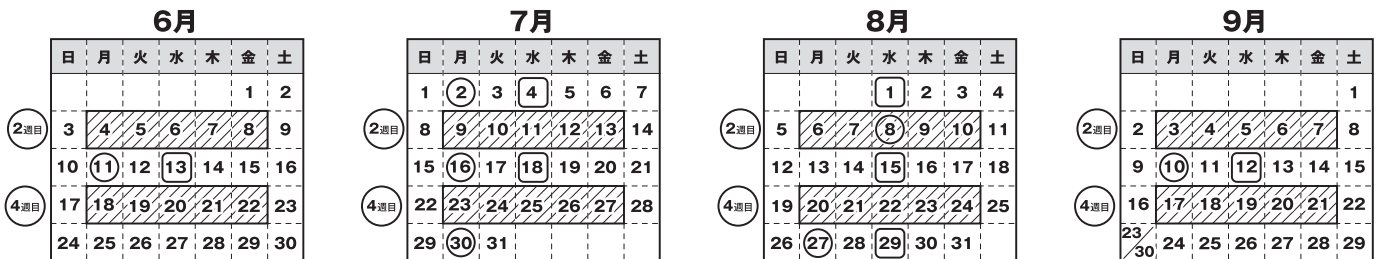 6月
日 月 火 水 木 金 土
1 2
2週目 3 4 5 6 7 8 9
10 11 12 13 14 15 16
4週目 17 18 19 20 21 22 23
24 25 26 27 28 29 30
7月
日 月 火 水 木 金 土
1 2 3 4 5 6 7
2週目 8 9 10 11 12 13 14
15 16 17 18 19 20 21
4週目 22 23 24 25 26 27 28
29 30 31
8月
日 月 火 水 木 金 土
1 2 3 4
2週目 5 6 7 8 9 10 11
12 13 14 15 16 17 18
4週目 19 20 21 22 23 24 25
26 27 28 29 30 31
9月
日 月 火 水 木 金 土
1
2週目 2 3 4 5 6 7 8
9 10 11 12 13 14 15
4週目 16 17 18 19 20 21 22
23/30 24 25 26 27 28 29